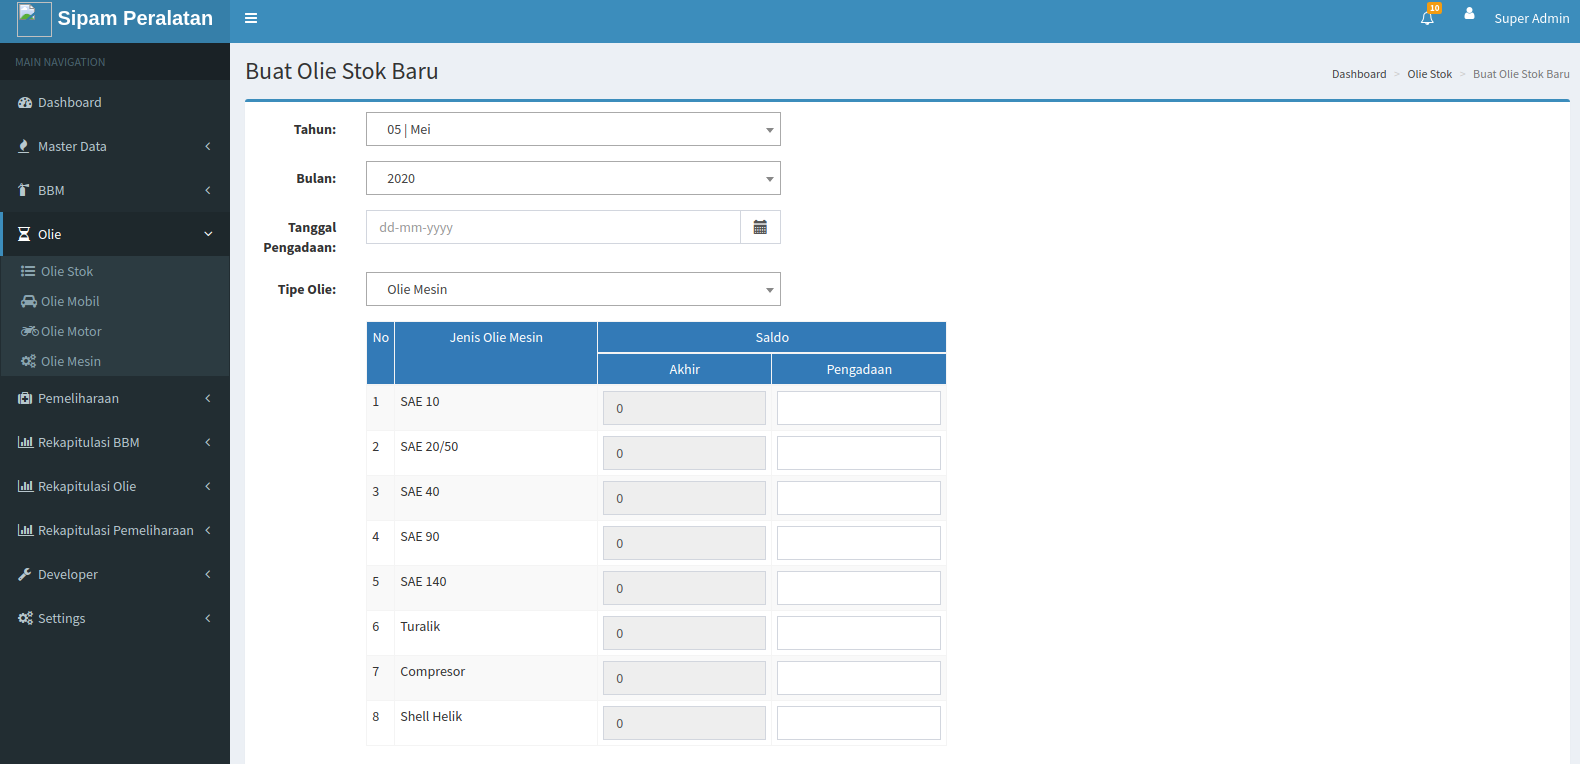 Sipam Peralatan
10
Super Admin
MAIN NAVIGATION
Dashboard
Master Data
BBM
Olie
Olie Stok
Olie Mobil
Olie Motor
Olie Mesin
Pemeliharaan
Rekapitulasi BBM
Rekapitulasi Olie
Rekapitulasi Pemeliharaan
Developer
Settings
Buat Olie Stok Baru
Dashboard > Olie Stok > Buat Olie Stok Baru
Tahun: 05 | Mei
Bulan: 2020
Tanggal Pengadaan: dd-mm-yyyy
Tipe Olie: Olie Mesin
No Jenis Olie Mesin Saldo
Akhir Pengadaan
1 SAE 10 0
2 SAE 20/50 0
3 SAE 40 0
4 SAE 90 0
5 SAE 140 0
6 Turalik 0
7 Compresor 0
8 Shell Helik 0